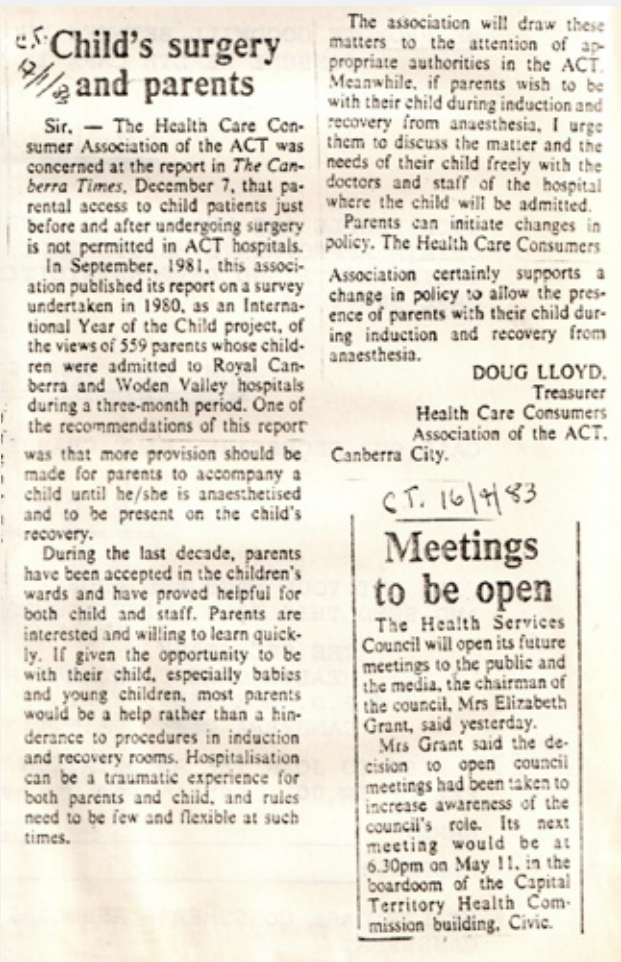 C.T. Child's surgery
12/1/83 and parents
Sir, — The Health Care Con-
sumer Association of the ACT was
concerned at the report in The Can-
berra Times, December 7, that pa-
rental access to child patients just
before and after undergoing surgery
is not permitted in ACT hospitals.
In September, 1981, this associ-
ation published its report on a survey
undertaken in 1980, as an Interna-
tional Year of the Child project, of
the views of 559 parents whose child-
ren were admitted to Royal Can-
berra and Woden Valley hospitals
during a three-month period. One of
the recommendations of this report
was that more provision should be
made for parents to accompany a
child until he/she is anaesthetised
and to be present on the child's
recovery.
During the last decade, parents
have been accepted in the children's
wards and have proved helpful for
both child and staff. Parents are
interested and willing to learn quick-
ly. If given the opportunity to be
with their child, especially babies
and young children, most parents
would be a help rather than a hin-
derance to procedures in induction
and recovery rooms. Hospitalisation
can be a traumatic experience for
both parents and child, and rules
need to be few and flexible at such
times.
The association will draw these
matters to the attention of ap-
propriate authorities in the ACT.
Meanwhile, if parents wish to be
with their child during induction and
recovery from anaesthesia, I urge
them to discuss the matter and the
needs of their child freely with the
doctors and staff of the hospital
where the child will be admitted.
Parents can initiate changes in
policy. The Health Care Consumers
Association certainly supports a
change in policy to allow the pres-
ence of parents with their child dur-
ing induction and recovery from
anaesthesia.
DOUG LLOYD,
Treasurer
Health Care Consumers
Association of the ACT.
Canberra City.
C.T. 16/4/83
Meetings
to be open
The Health Services
Council will open its future
meetings to the public and
the media, the chairman of
the council, Mrs Elizabeth
Grant, said yesterday.
Mrs Grant said the de-
cision to open council
meetings had been taken to
increase awareness of the
council's role. Its next
meeting would be at
6.30pm on May 11, in the
boardoom of the Capital
Territory Health Com-
mission building, Civic.